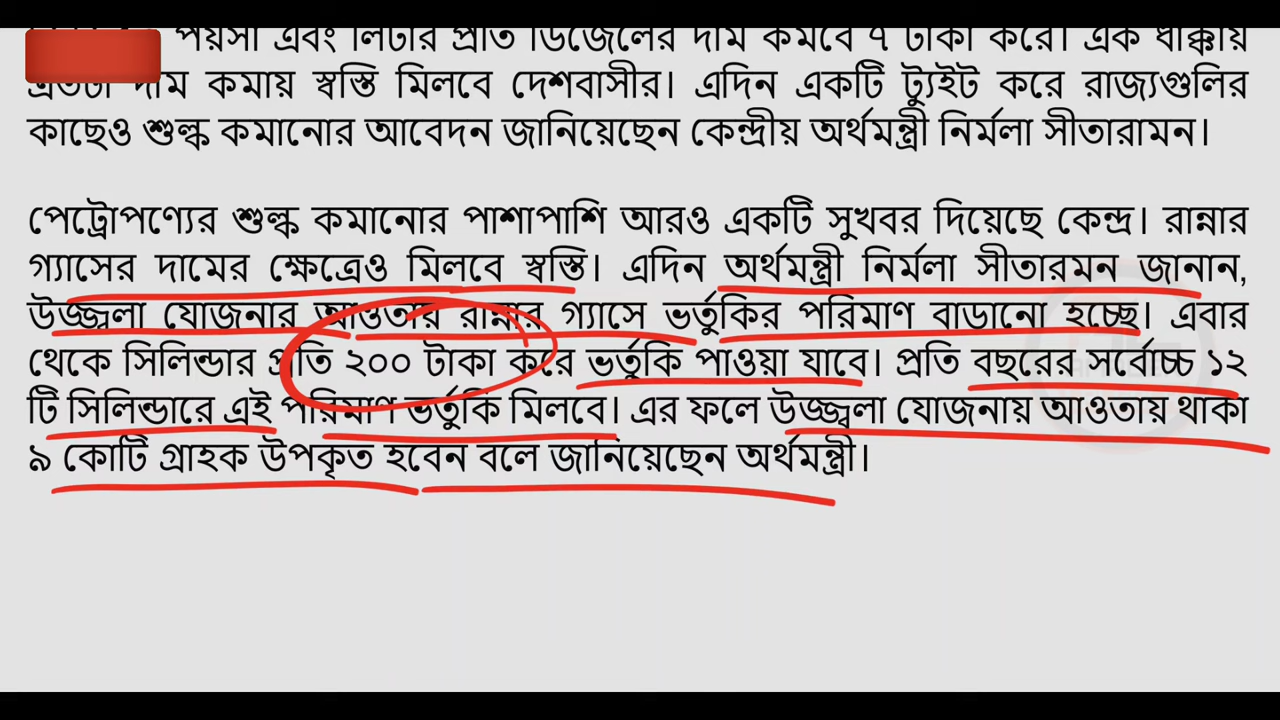 পয়সা এবং লিটার প্রতি ডিজেলের দাম কমবে ৭ টাকা করে। এক ধাক্কায়
এতটা দাম কমায় স্বস্তি মিলবে দেশবাসীর। এদিন একটি ট্যুইট করে রাজ্যগুলির
কাছেও শুল্ক কমানোর আবেদন জানিয়েছেন কেন্দ্রীয় অর্থমন্ত্রী নির্মলা সীতারামন।
পেট্রোপণ্যের শুল্ক কমানোর পাশাপাশি আরও একটি সুখবর দিয়েছে কেন্দ্র। রান্নার
গ্যাসের দামের ক্ষেত্রেও মিলবে স্বস্তি। এদিন অর্থমন্ত্রী নির্মলা সীতারমন জানান,
উজ্জ্বলা যোজনার আওতায় রান্নার গ্যাসে ভর্তুকির পরিমাণ বাড়ানো হচ্ছে। এবার
থেকে সিলিন্ডার প্রতি ২০০ টাকা করে ভর্তুকি পাওয়া যাবে। প্রতি বছরের সর্বোচ্চ ১২
টি সিলিন্ডারে এই পরিমাণ ভর্তুকি মিলবে। এর ফলে উজ্জ্বলা যোজনায় আওতায় থাকা
৯ কোটি গ্রাহক উপকৃত হবেন বলে জানিয়েছেন অর্থমন্ত্রী।